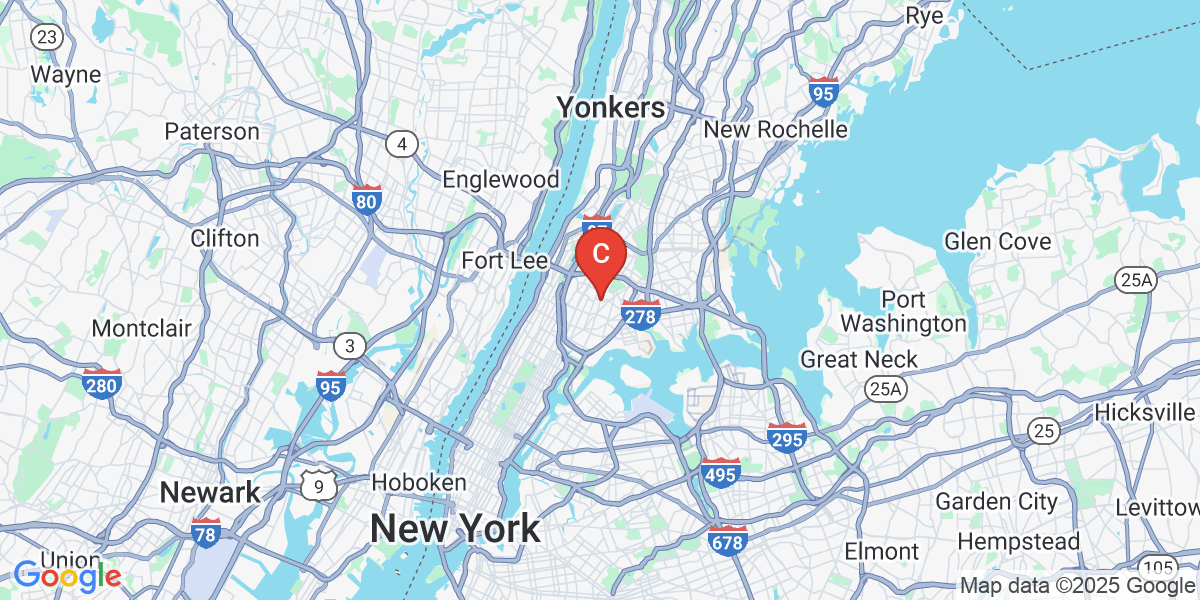 Rye
23
Wayne
Yonkers
95
New Rochelle
Paterson
4
Englewood
80
Clifton
Fort Lee
C
Glen Cove
25A
278
Port
Washington
Montclair
3
Great Neck
280
95
25A
Hicksville
25
295
495
Newark
9
Hoboken
Garden City
Levittow
New York
78
678
Hempstead
Elmont
Union
105
Google
Map data ©2025 Google